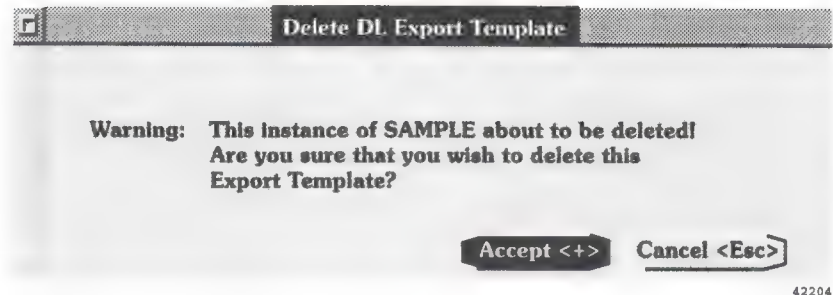 Delete DL Export Template
Warning: This instance of SAMPLE about to be deleted!
Are you sure that you wish to delete this
Export Template?
Accept <+> Cancel <Esc>
42204